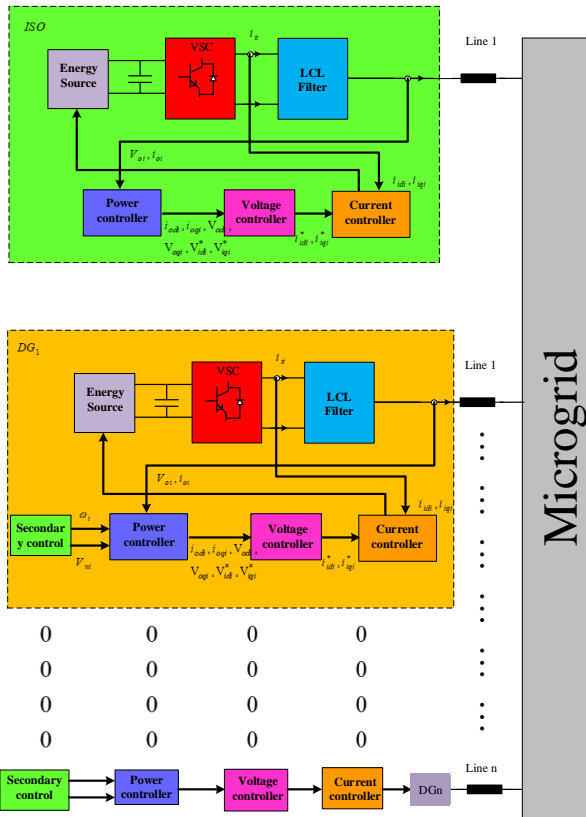 ISO
VSC
i_ii
Line 1
Energy
Source
LCL
Filter
V_oi, i_oi
i_idi, i_iqi
Power
controller
Voltage
controller
Current
controller
i_odi, i_oqi, V_odi,
V_oqi, V*_idi, V*_iqi
i*_idi, i*_iqi
DG1
VSC
i_ii
Line 1
Energy
Source
LCL
Filter
V_oi, i_oi
i_idi, i_iqi
Secondar
y control
ω_i
V_ni
Power
controller
Voltage
controller
Current
controller
i_odi, i_oqi, V_odi,
V_oqi, V*_idi, V*_iqi
i*_idi, i*_iqi
Microgrid
0 0 0 0
0 0 0 0
0 0 0 0
0 0 0 0
Secondary
control
Power
controller
Voltage
controller
Current
controller
DGn
Line n